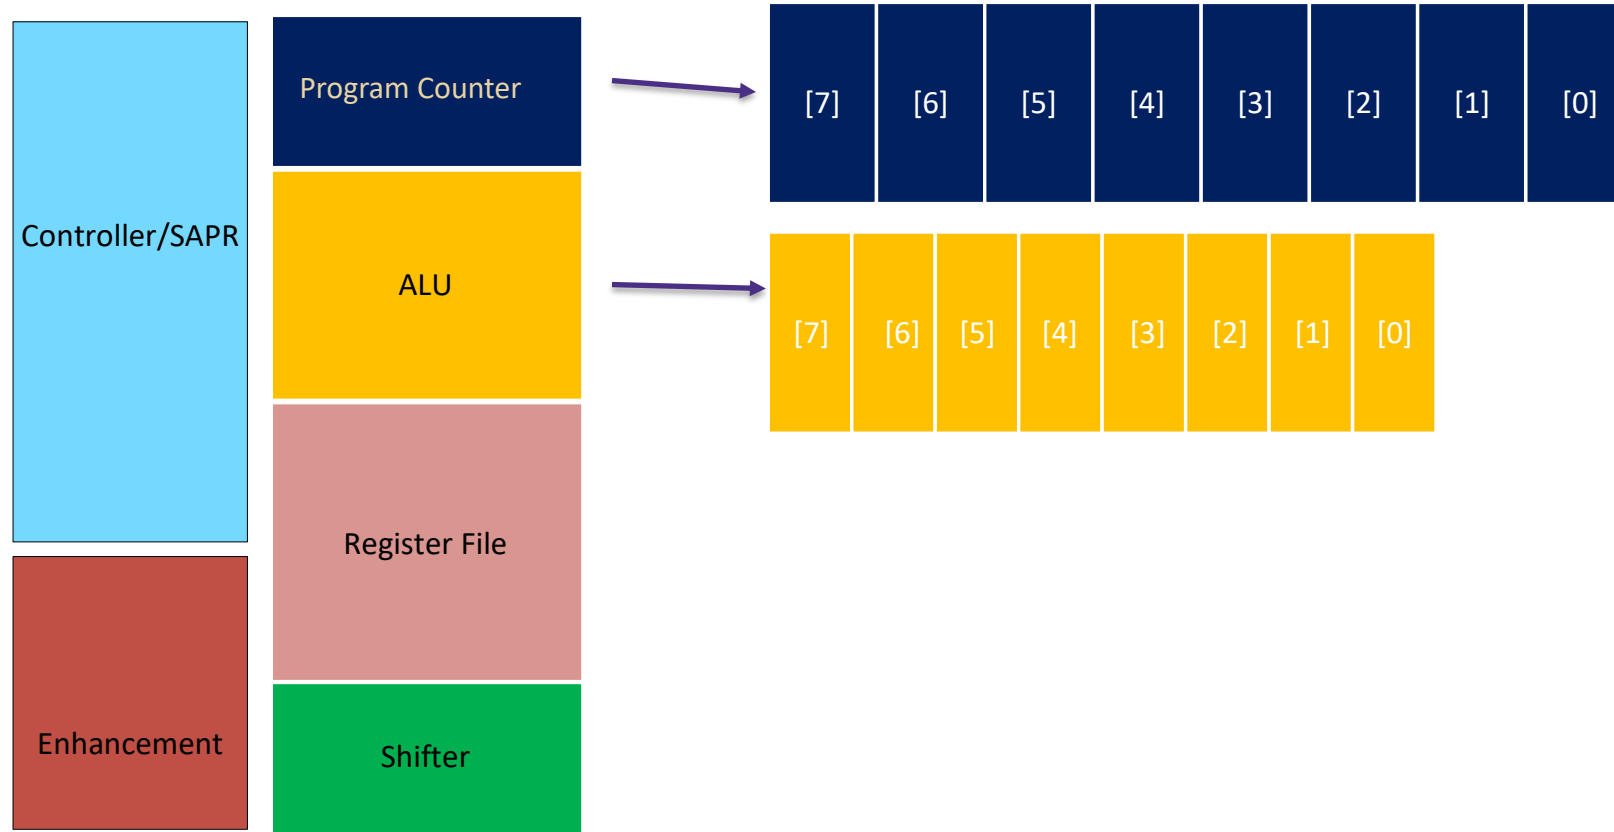 Controller/SAPR
Enhancement
Program Counter
ALU
Register File
Shifter
[7] [6] [5] [4] [3] [2] [1] [0]
[7] [6] [5] [4] [3] [2] [1] [0]